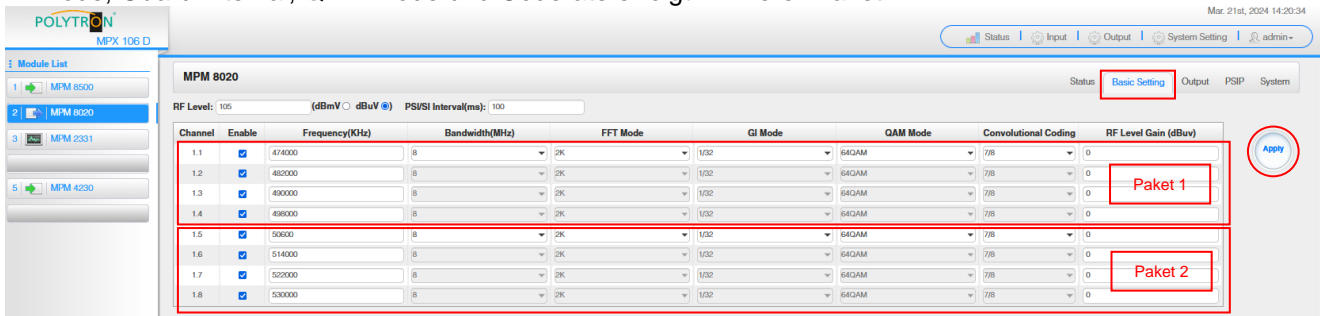 POLYTRON
MPX 106 D
Mar. 21st, 2024 14:20:34
Status Input Output System Setting admin
Module List
1 MPM 8500
2 MPM 8020
3 MPM 2331
5 MPM 4230
MPM 8020
Status Basic Setting Output PSIP System
RF Level: 105 (dBmV dBuV) PSI/SI Interval(ms): 100
Channel Enable Frequency(KHz) Bandwidth(MHz) FFT Mode GI Mode QAM Mode Convolutional Coding RF Level Gain (dBuv)
1.1 474000 8 2K 1/32 64QAM 7/8 0
1.2 482000 8 2K 1/32 64QAM 7/8 0
1.3 490000 8 2K 1/32 64QAM 7/8 0
1.4 498000 8 2K 1/32 64QAM 7/8 0
Paket 1
1.5 50600 8 2K 1/32 64QAM 7/8 0
1.6 514000 8 2K 1/32 64QAM 7/8 0
1.7 522000 8 2K 1/32 64QAM 7/8 0
1.8 530000 8 2K 1/32 64QAM 7/8 0
Paket 2
Apply